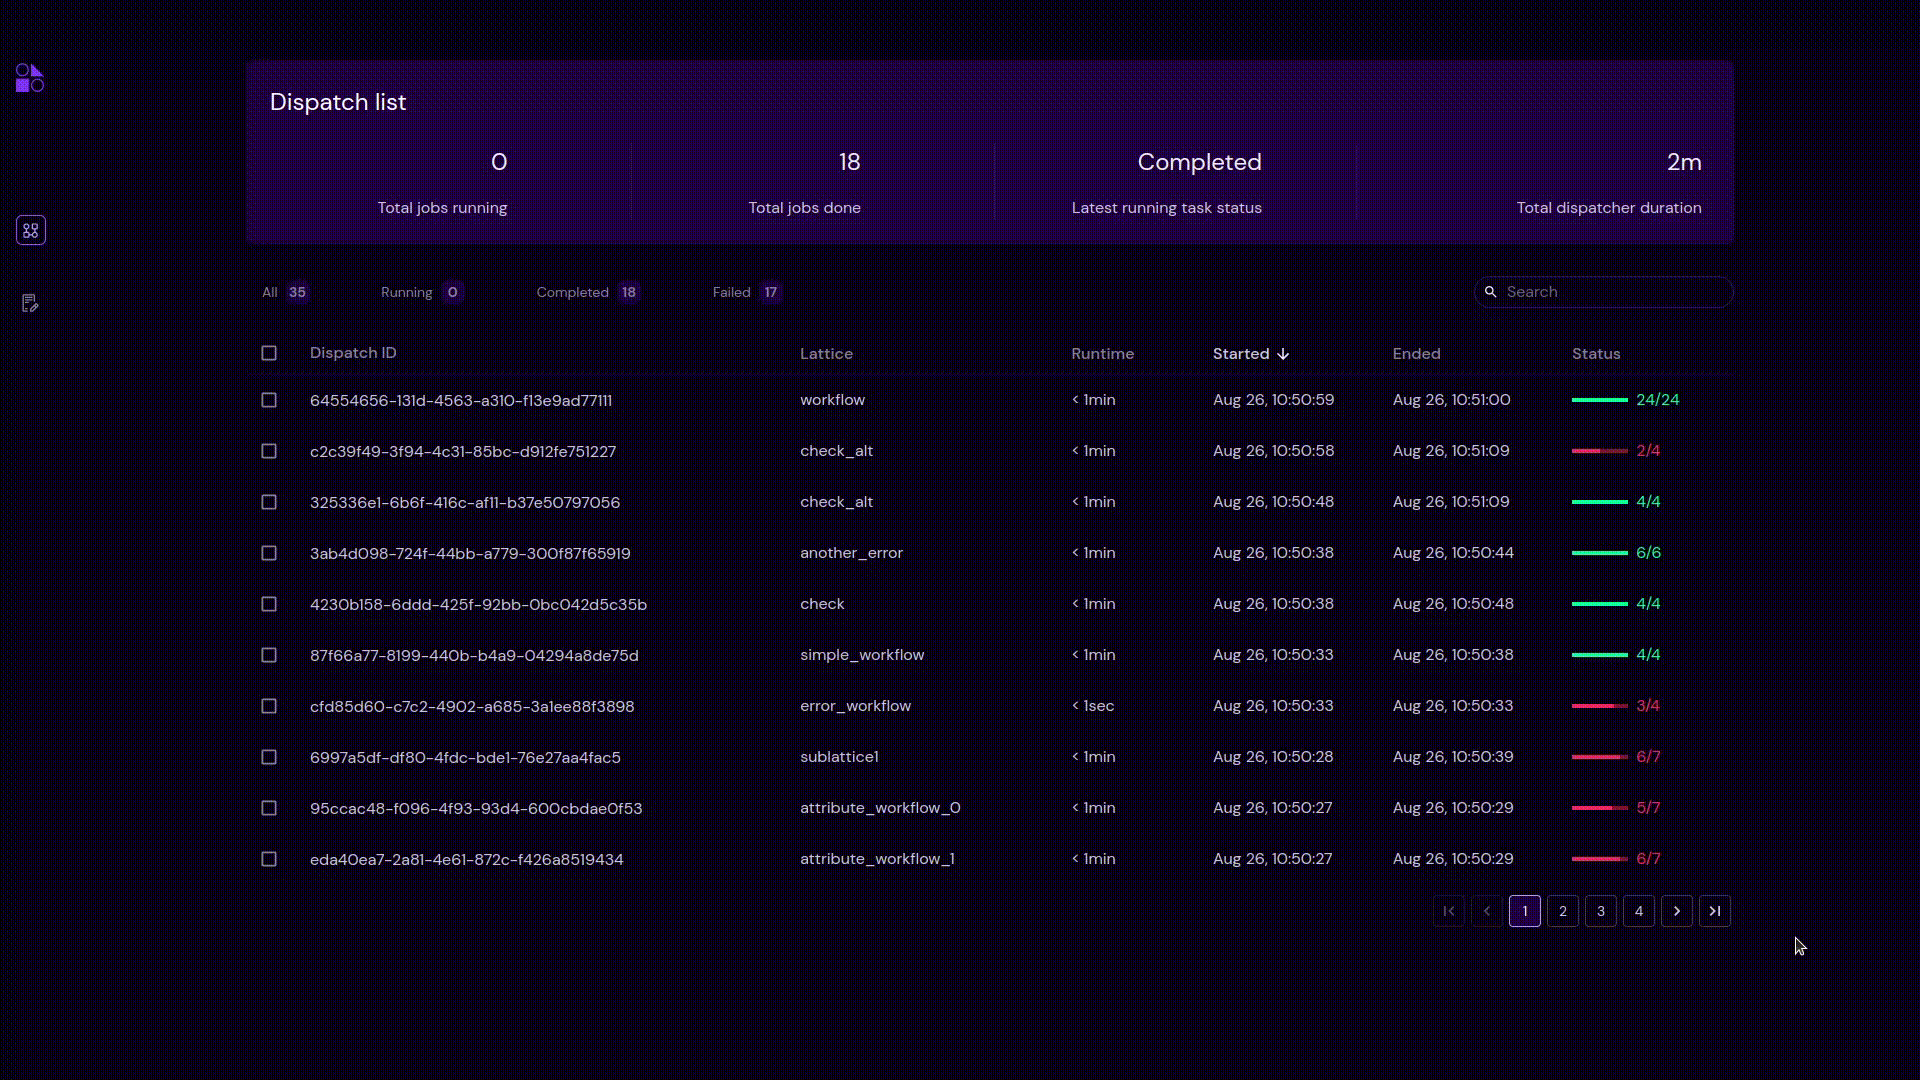 Dispatch list
0 18 Completed 2m
Total jobs running Total jobs done Latest running task status Total dispatcher duration
All 35 Running 0 Completed 18 Failed 17 Search
Dispatch ID Lattice Runtime Started Ended Status
64554656-131d-4563-a310-f13e9ad77111 workflow < 1min Aug 26, 10:50:59 Aug 26, 10:51:00 24/24
c2c39f49-3f94-4c31-85bc-d912fe751227 check_alt < 1min Aug 26, 10:50:58 Aug 26, 10:51:09 2/4
325336e1-6b6f-416c-af11-b37e50797056 check_alt < 1min Aug 26, 10:50:48 Aug 26, 10:51:09 4/4
3ab4d098-724f-44bb-a779-300f87f65919 another_error < 1min Aug 26, 10:50:38 Aug 26, 10:50:44 6/6
4230b158-6ddd-425f-92bb-0bc042d5c35b check < 1min Aug 26, 10:50:38 Aug 26, 10:50:48 4/4
87f66a77-8199-440b-b4a9-04294a8de75d simple_workflow < 1min Aug 26, 10:50:33 Aug 26, 10:50:38 4/4
cfd85d60-c7c2-4902-a685-3a1ee88f3898 error_workflow < 1sec Aug 26, 10:50:33 Aug 26, 10:50:33 3/4
6997a5df-df80-4fdc-bde1-76e27aa4fac5 sublattice1 < 1min Aug 26, 10:50:28 Aug 26, 10:50:39 6/7
95ccac48-f096-4f93-93d4-600cbdae0f53 attribute_workflow_0 < 1min Aug 26, 10:50:27 Aug 26, 10:50:29 5/7
eda40ea7-2a81-4e61-872c-f426a8519434 attribute_workflow_1 < 1min Aug 26, 10:50:27 Aug 26, 10:50:29 6/7
1 2 3 4